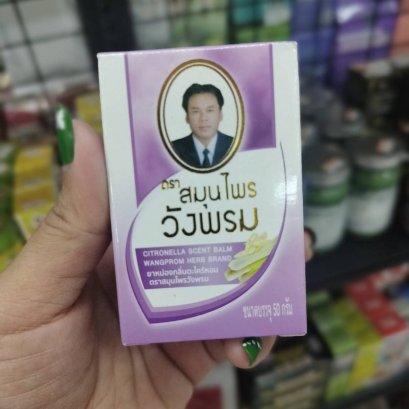 ตรา
สมุนไพร
วังพรม
CITRONELLA SCENT BALM
WANGPROM HERB BRAND
ยาหม่องกลิ่นตะไคร้หอม
ตราสมุนไพรวังพรม
ขนาดบรรจุ 50 กรัม